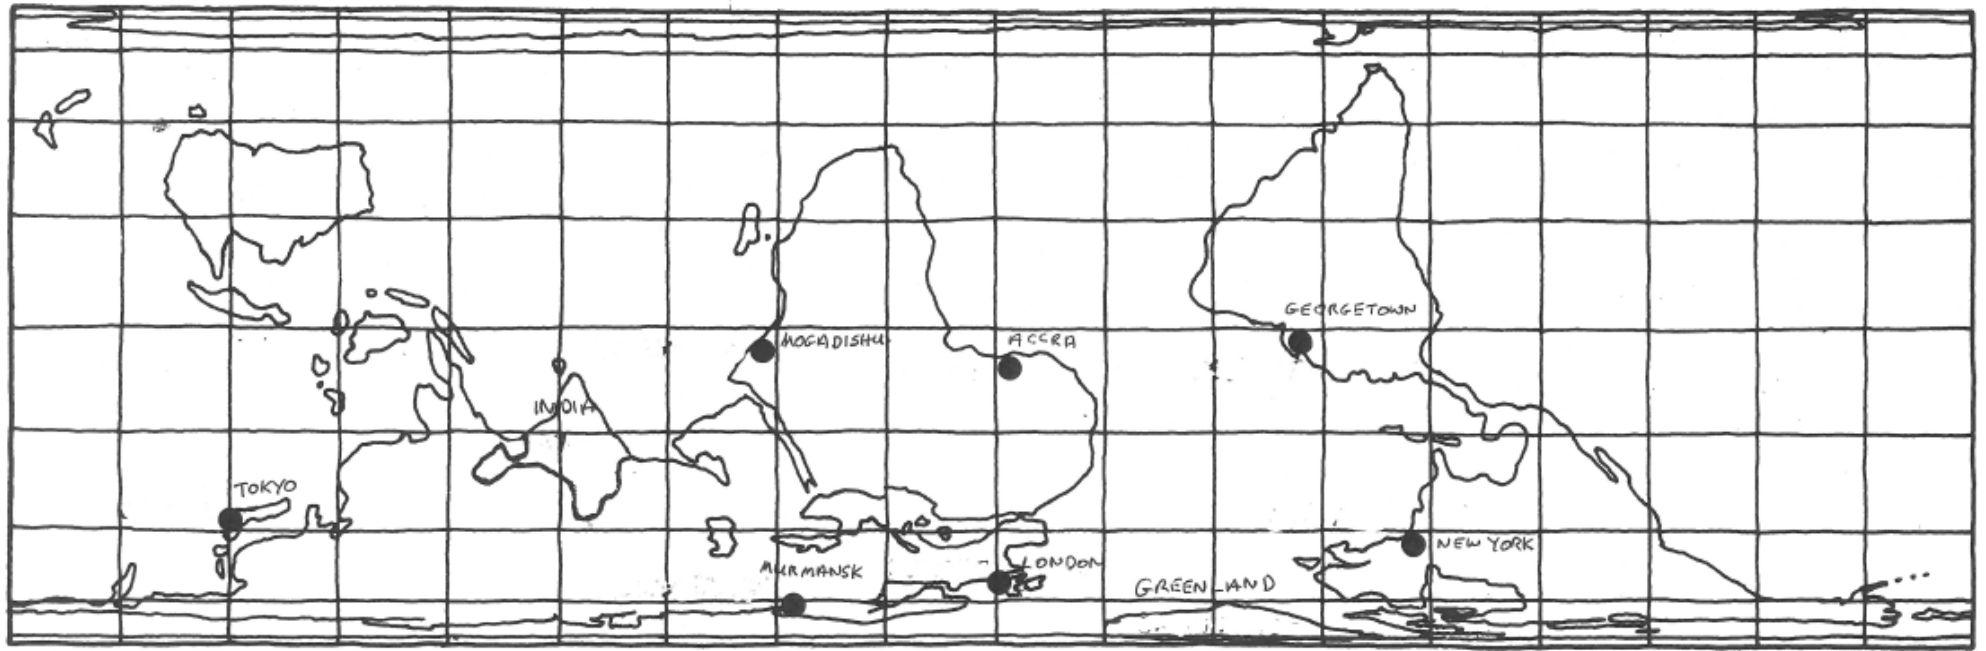 GEORGETOWN
MOGADISHU
ACCRA
INDIA
TOKYO
NEW YORK
MURMANSK
LONDON
GREENLAND